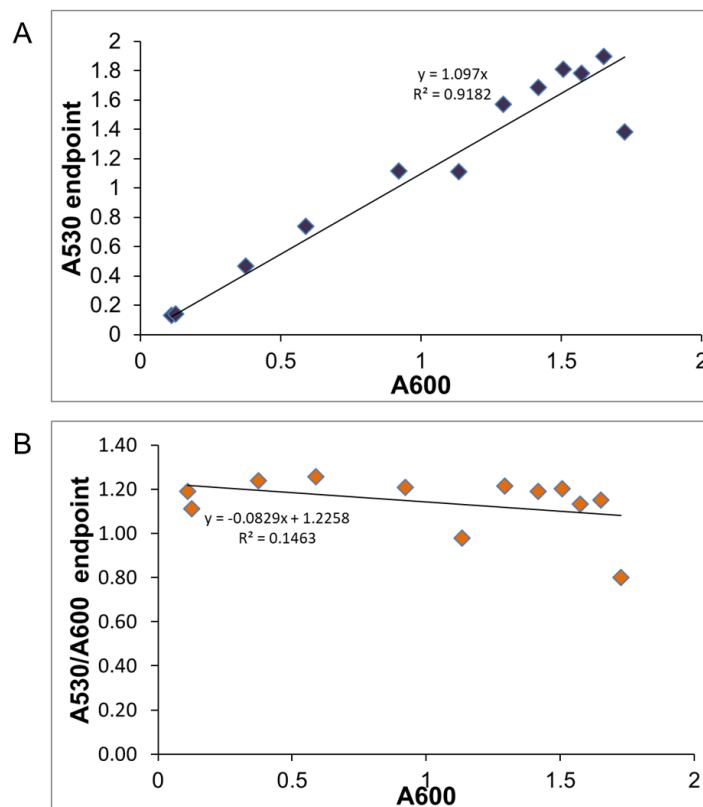 A
2
1.8
1.6
1.4
1.2
1
0.8
0.6
0.4
0.2
0
A530 endpoint
y = 1.097x
R² = 0.9182
0 0.5 1 1.5 2
A600
B
1.40
1.20
1.00
0.80
0.60
0.40
0.20
0.00
A530/A600 endpoint
y = -0.0829x + 1.2258
R² = 0.1463
0 0.5 1 1.5 2
A600